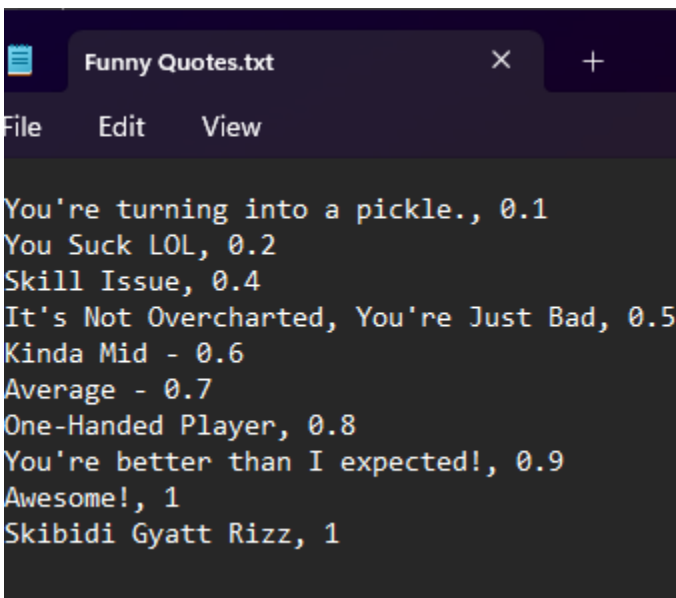 Funny Quotes.txt
File Edit View
You're turning into a pickle., 0.1
You Suck LOL, 0.2
Skill Issue, 0.4
It's Not Overcharted, You're Just Bad, 0.5
Kinda Mid - 0.6
Average - 0.7
One-Handed Player, 0.8
You're better than I expected!, 0.9
Awesome!, 1
Skibidi Gyatt Rizz, 1